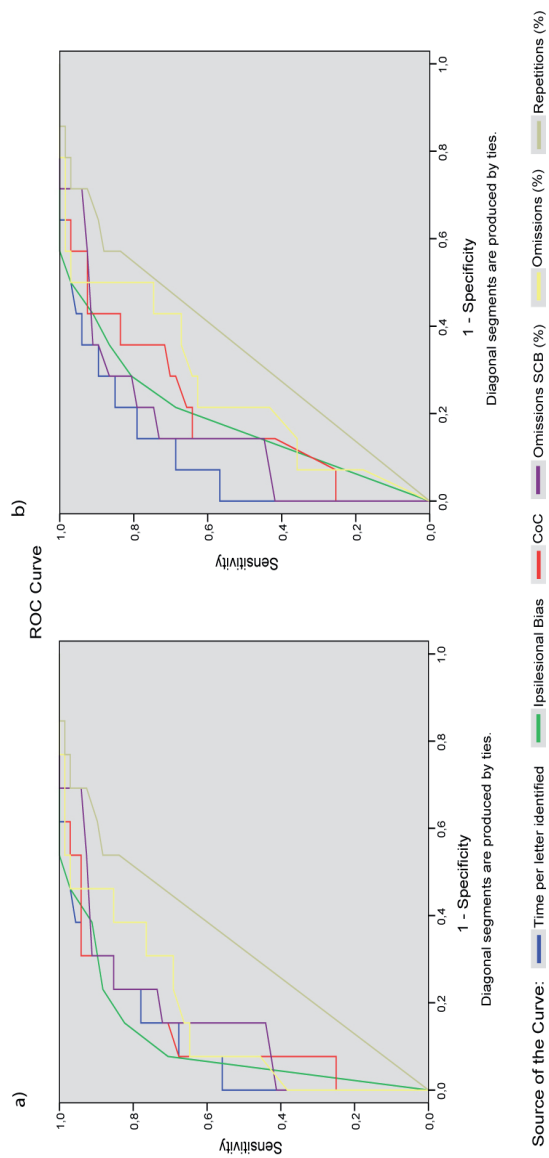 ROC Curve
a)
Sensitivity
1,0
0,8
0,6
0,4
0,2
0,0
0,0
0,2
0,4
0,6
0,8
1,0
1 - Specificity
Diagonal segments are produced by ties.
b)
Sensitivity
1,0
0,8
0,6
0,4
0,2
0,0
0,0
0,2
0,4
0,6
0,8
1,0
1 - Specificity
Diagonal segments are produced by ties.
Source of the Curve: Time per letter identified Ipsilesional Bias CoC Omissions SCB (%) Omissions (%) Repetitions (%)